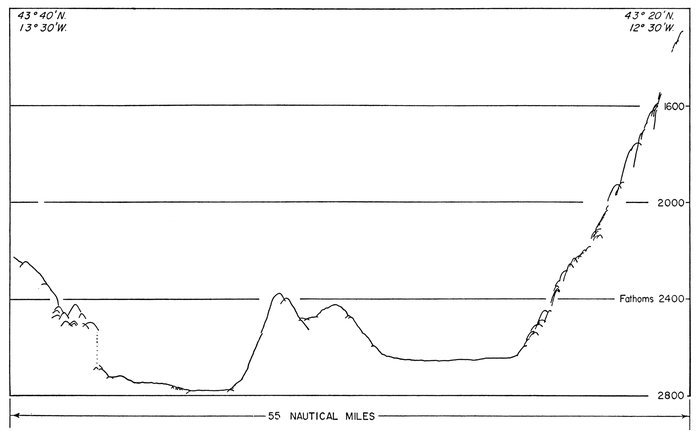 43° 40'N.
13° 30'W.
43° 20'N.
12° 30'W.
1600
2000
Fathoms 2400
2800
55 NAUTICAL MILES